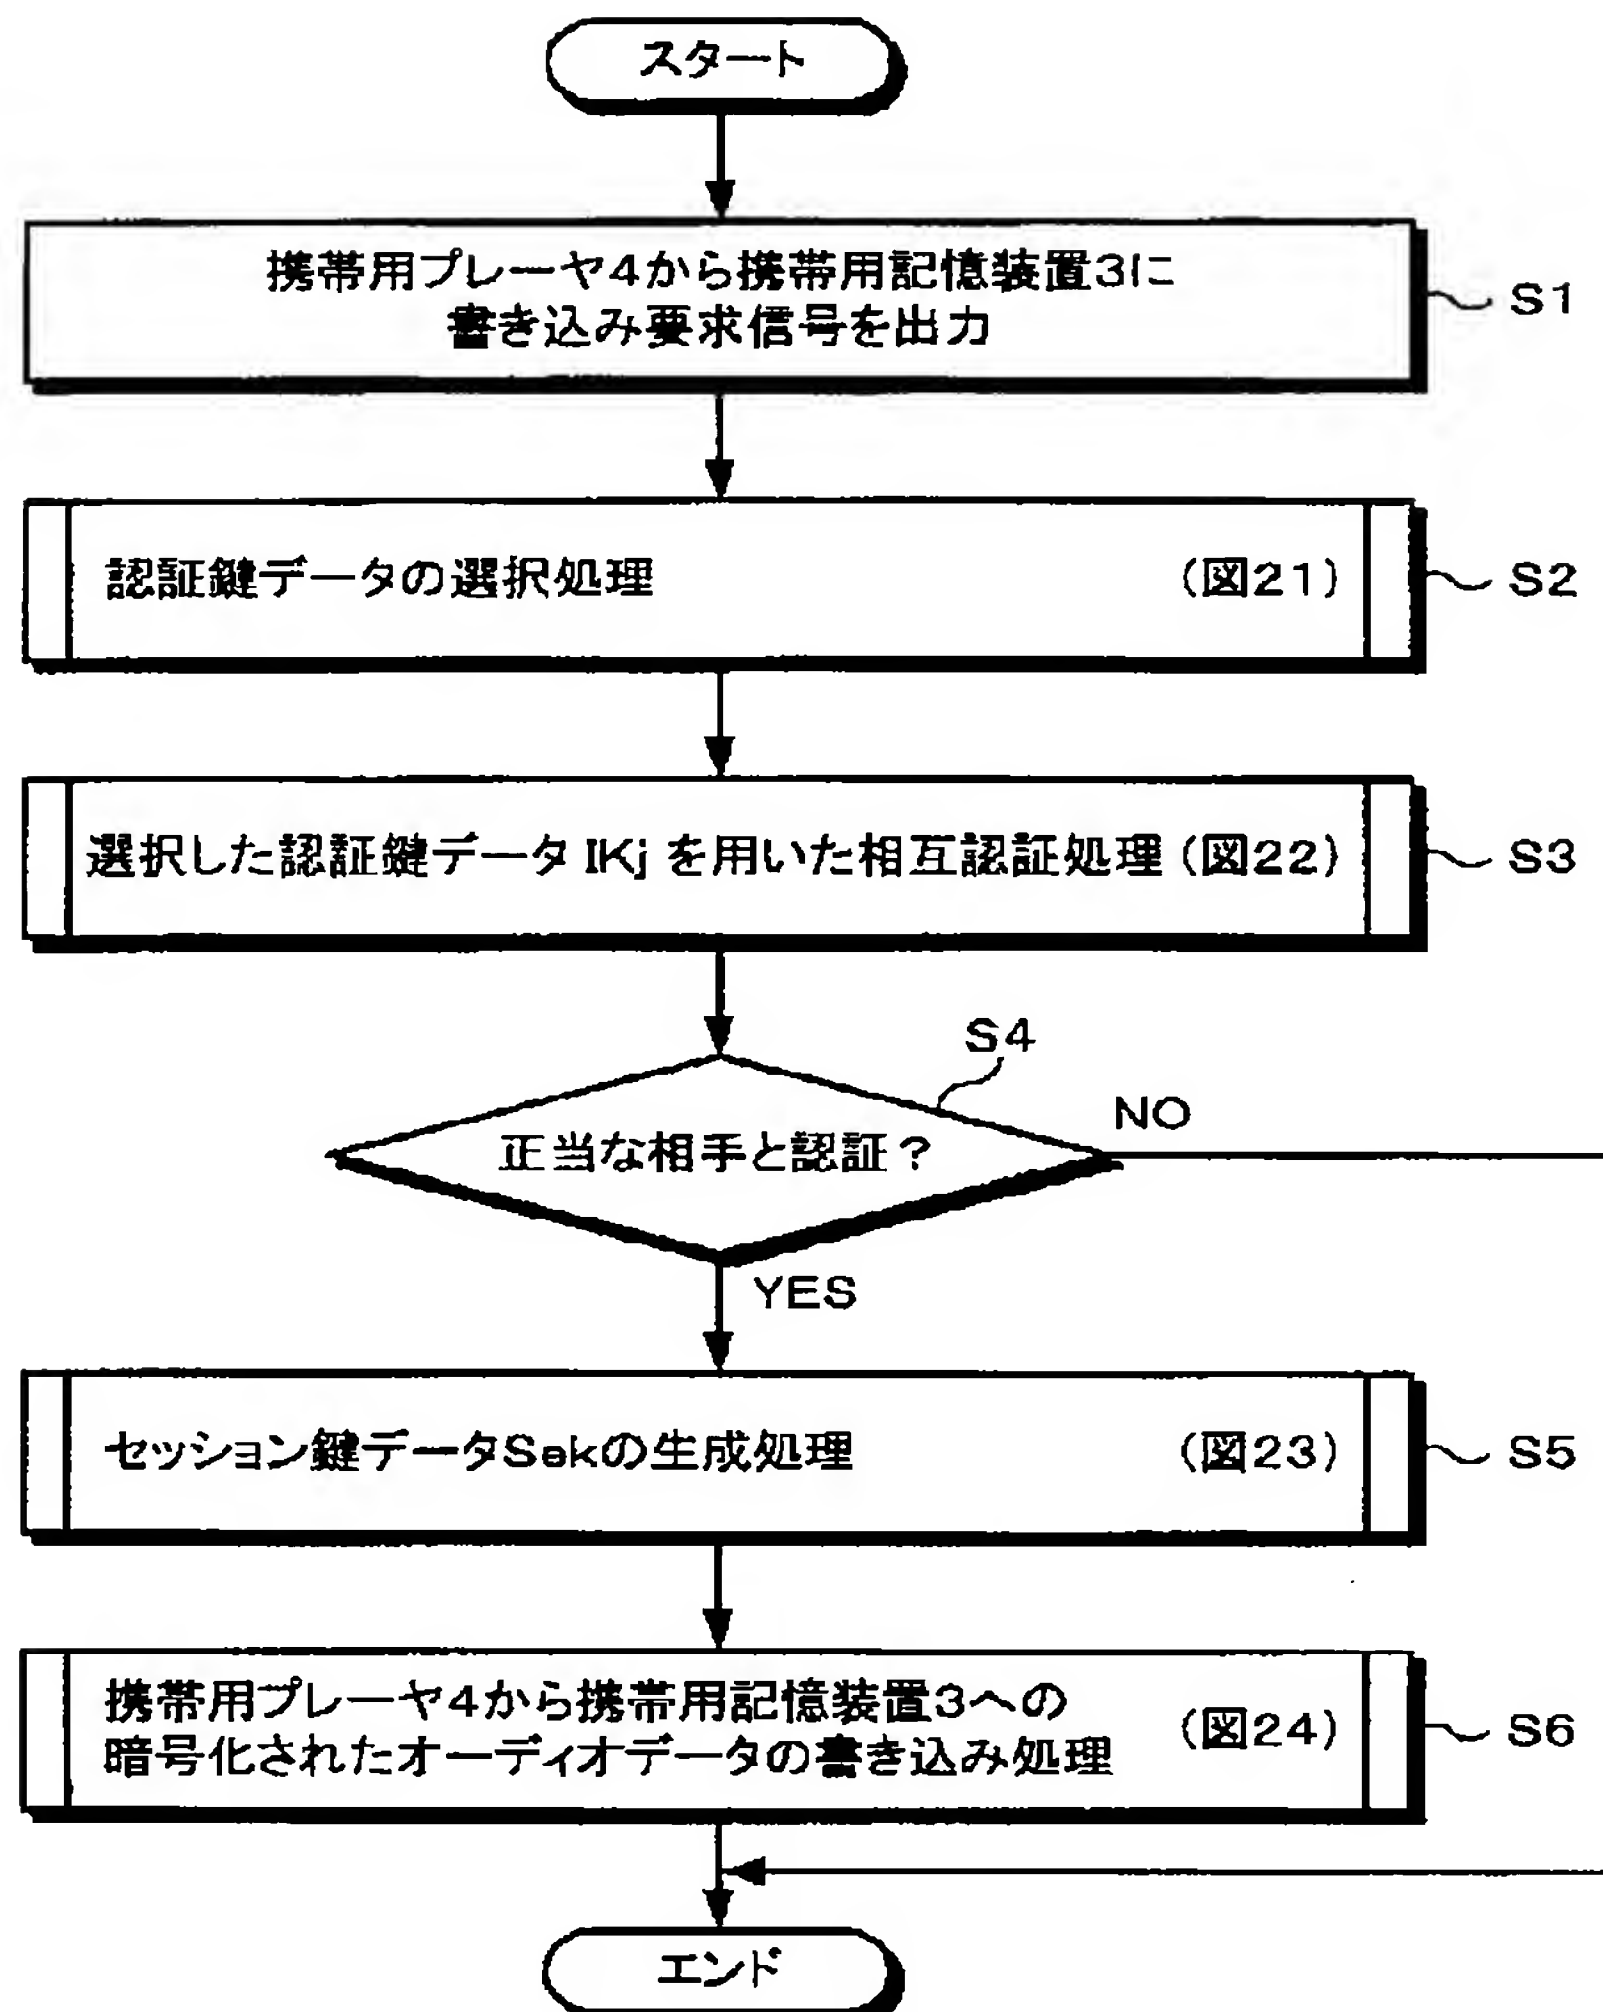 スタート
携帯用プレーヤ4から携帯用記憶装置3に
書き込み要求信号を出力
S1
認証鍵データの選択処理 (図21)
S2
選択した認証鍵データ IKj を用いた相互認証処理 (図22)
S3
S4
正当な相手と認証?
NO
YES
セッション鍵データSekの生成処理 (図23)
S5
携帯用プレーヤ4から携帯用記憶装置3への
暗号化されたオーディオデータの書き込み処理
(図24)
S6
エンド